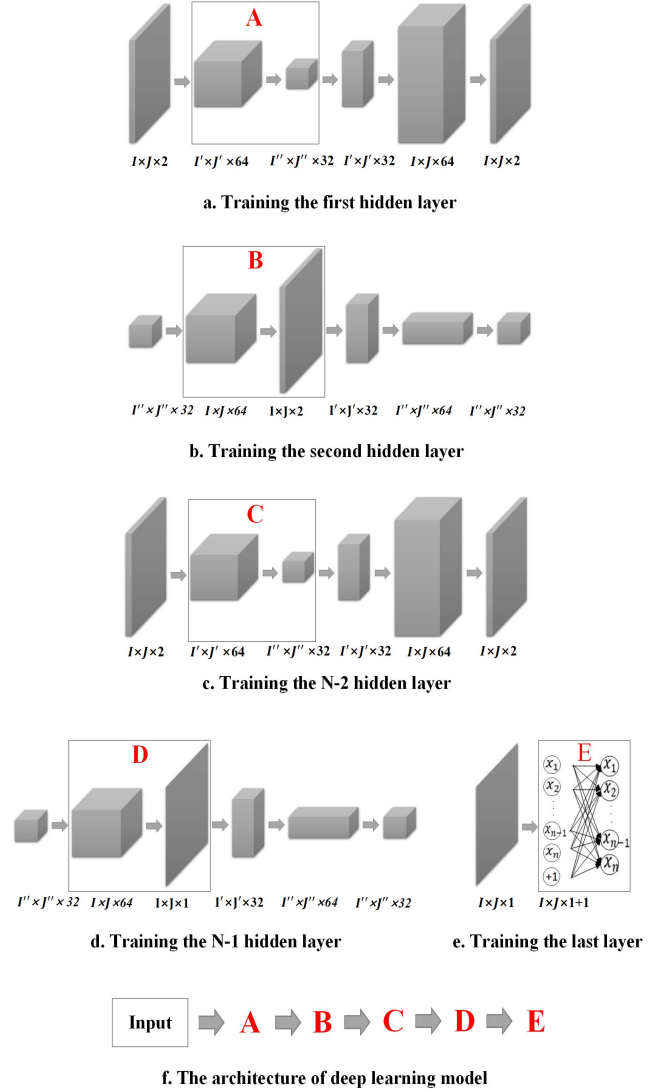 A
I×J×2 I′×J′×64 I″×J″×32 I′×J′×32 I×J×64 I×J×2
a. Training the first hidden layer
B
I″×J″×32 I×J×64 I×J×2 I′×J′×32 I″×J″×64 I″×J″×32
b. Training the second hidden layer
C
I×J×2 I′×J′×64 I″×J″×32 I′×J′×32 I×J×64 I×J×2
c. Training the N-2 hidden layer
D
I″×J″×32 I×J×64 I×J×1 I′×J′×32 I″×J″×64 I″×J″×32
d. Training the N-1 hidden layer
E
x₁ x₁
x₂ x₂
xₙ₋₁ xₙ₋₁
xₙ xₙ
+1
I×J×1 I×J×1+1
e. Training the last layer
Input A B C D E
f. The architecture of deep learning model